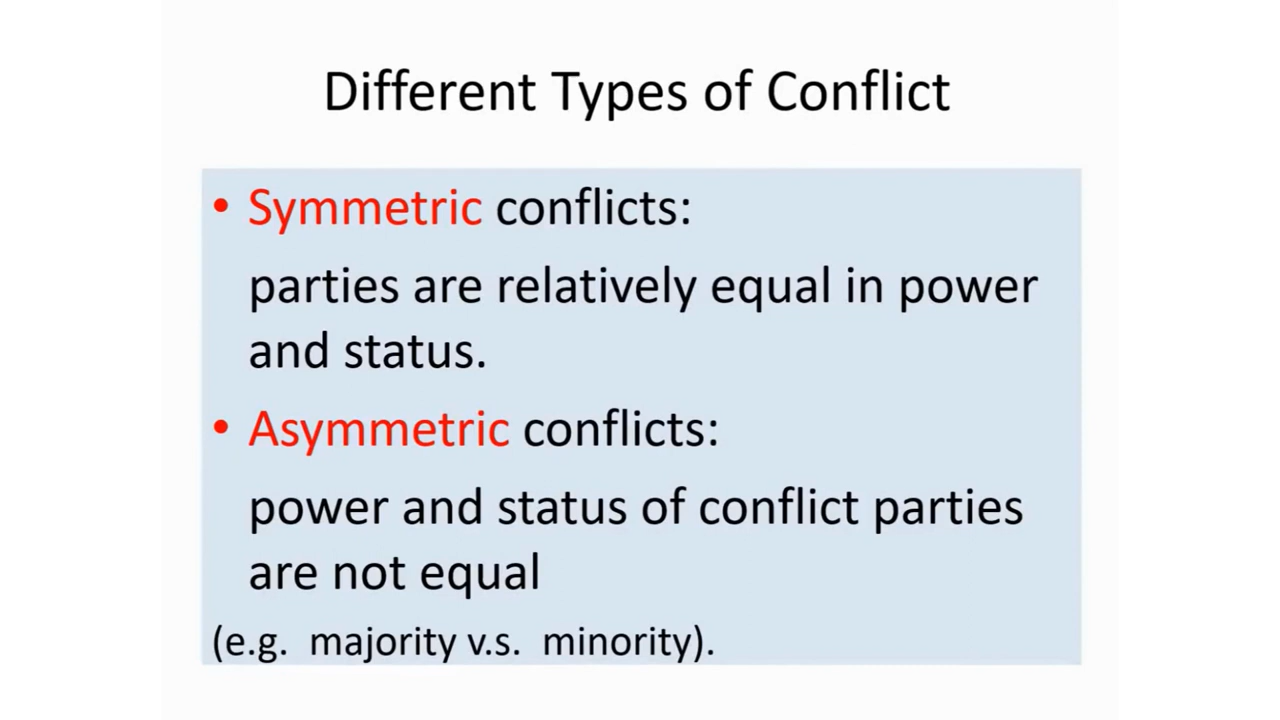 Different Types of Conflict
• Symmetric conflicts:
parties are relatively equal in power
and status.
• Asymmetric conflicts:
power and status of conflict parties
are not equal
(e.g. majority v.s. minority).